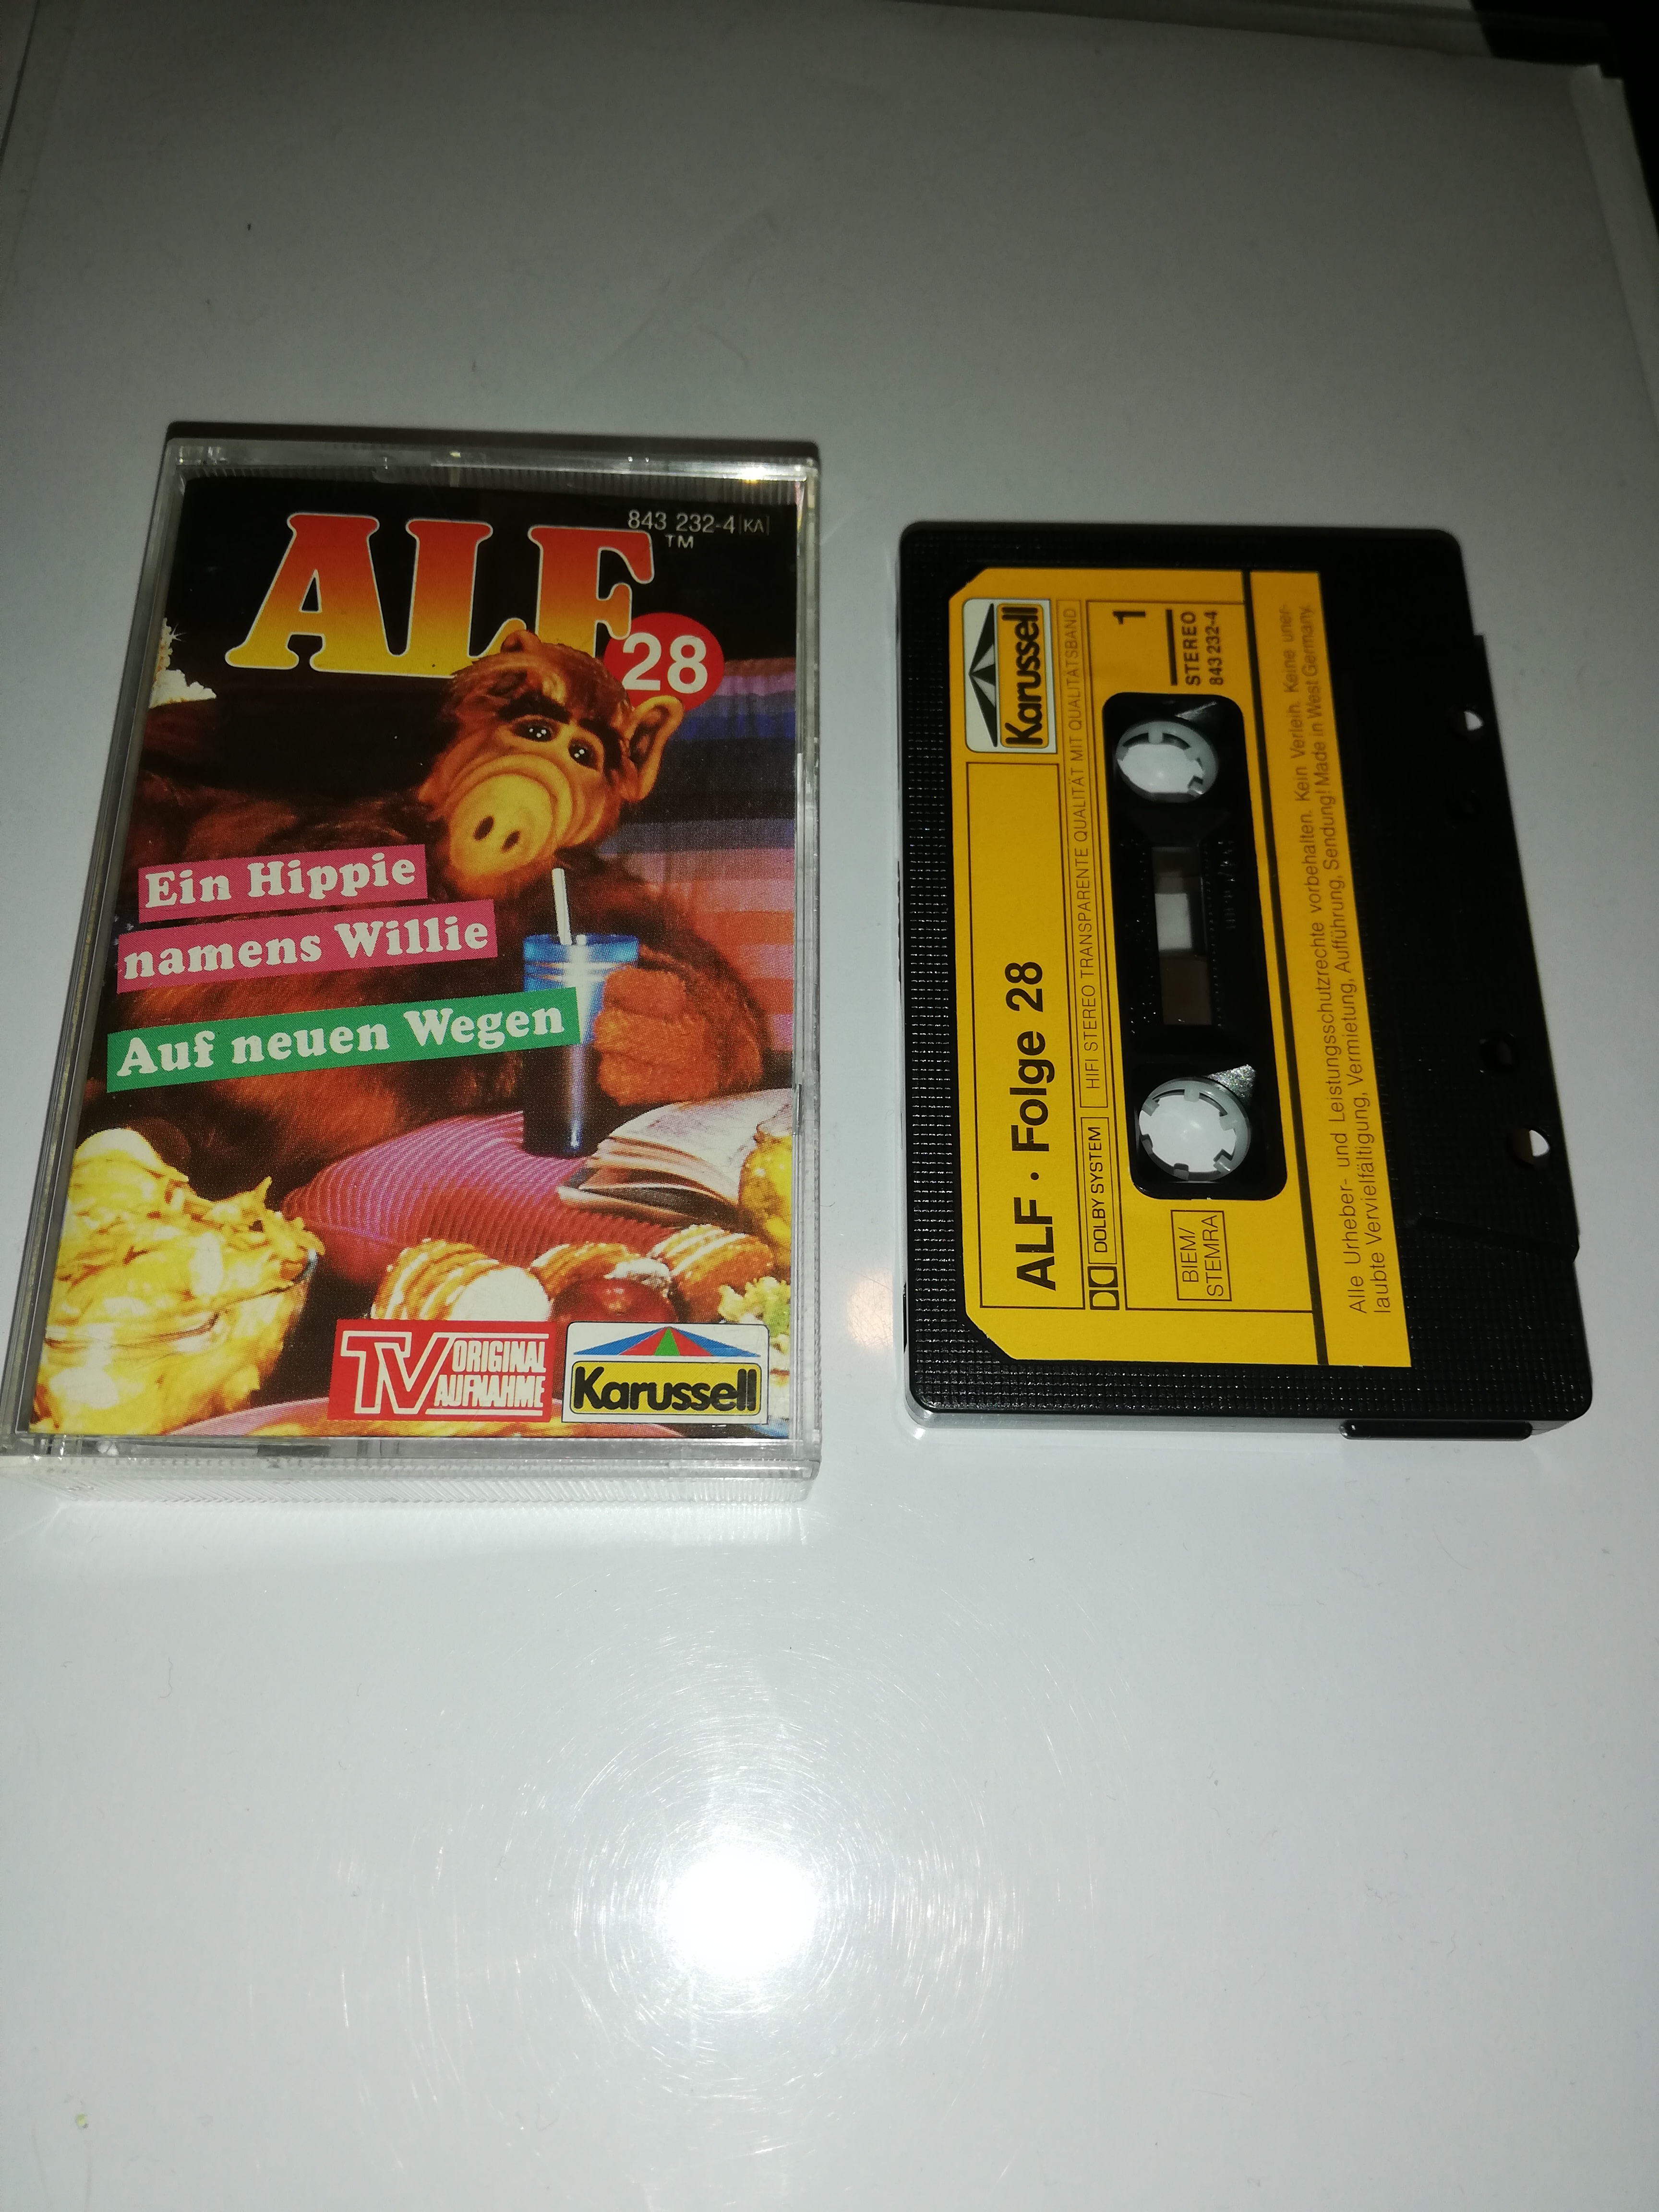 843 232-4 KA
ALF
TM
28
Ein Hippie
namens Willie
Auf neuen Wegen
TV ORIGINAL
AUFNAHME
Karussell
Karussell
ALF · Folge 28
DOLBY SYSTEM
HIFI STEREO TRANSPARENTE QUALITÄT MIT QUALITÄTSBAND
1
STEREO
843 232-4
BIEM/
STEMRA
Alle Urheber- und Leistungsschutzrechte vorbehalten. Kein Verleih. Keine uner-
laubte Vervielfältigung, Vermietung, Aufführung, Sendung! Made in West Germany.